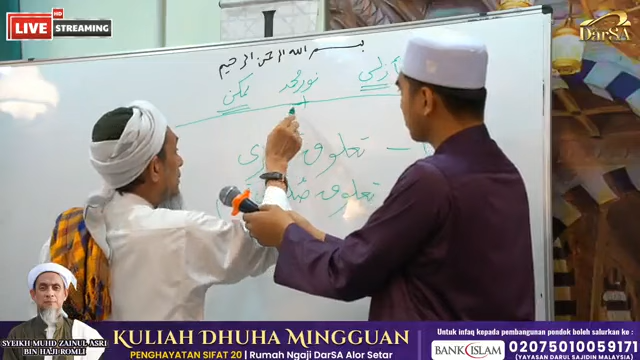 LIVE HD STREAMING
DarSA
بسم الله الرحمن الرحيم
ممكن نور محمد أزلي
تعلوق
تعلوق
SYEIKH MUHD ZAINUL ASRI
BIN HAJI ROMLI
KULIAH DHUHA MINGGUAN
PENGHAYATAN SIFAT 20 | Rumah Ngaji DarSA Alor Setar
Untuk infaq kepada pembangunan pondok boleh salurkan ke :
BANK ISLAM 02075010059171
(YAYASAN DARUL SAJIDIN MALAYSIA)